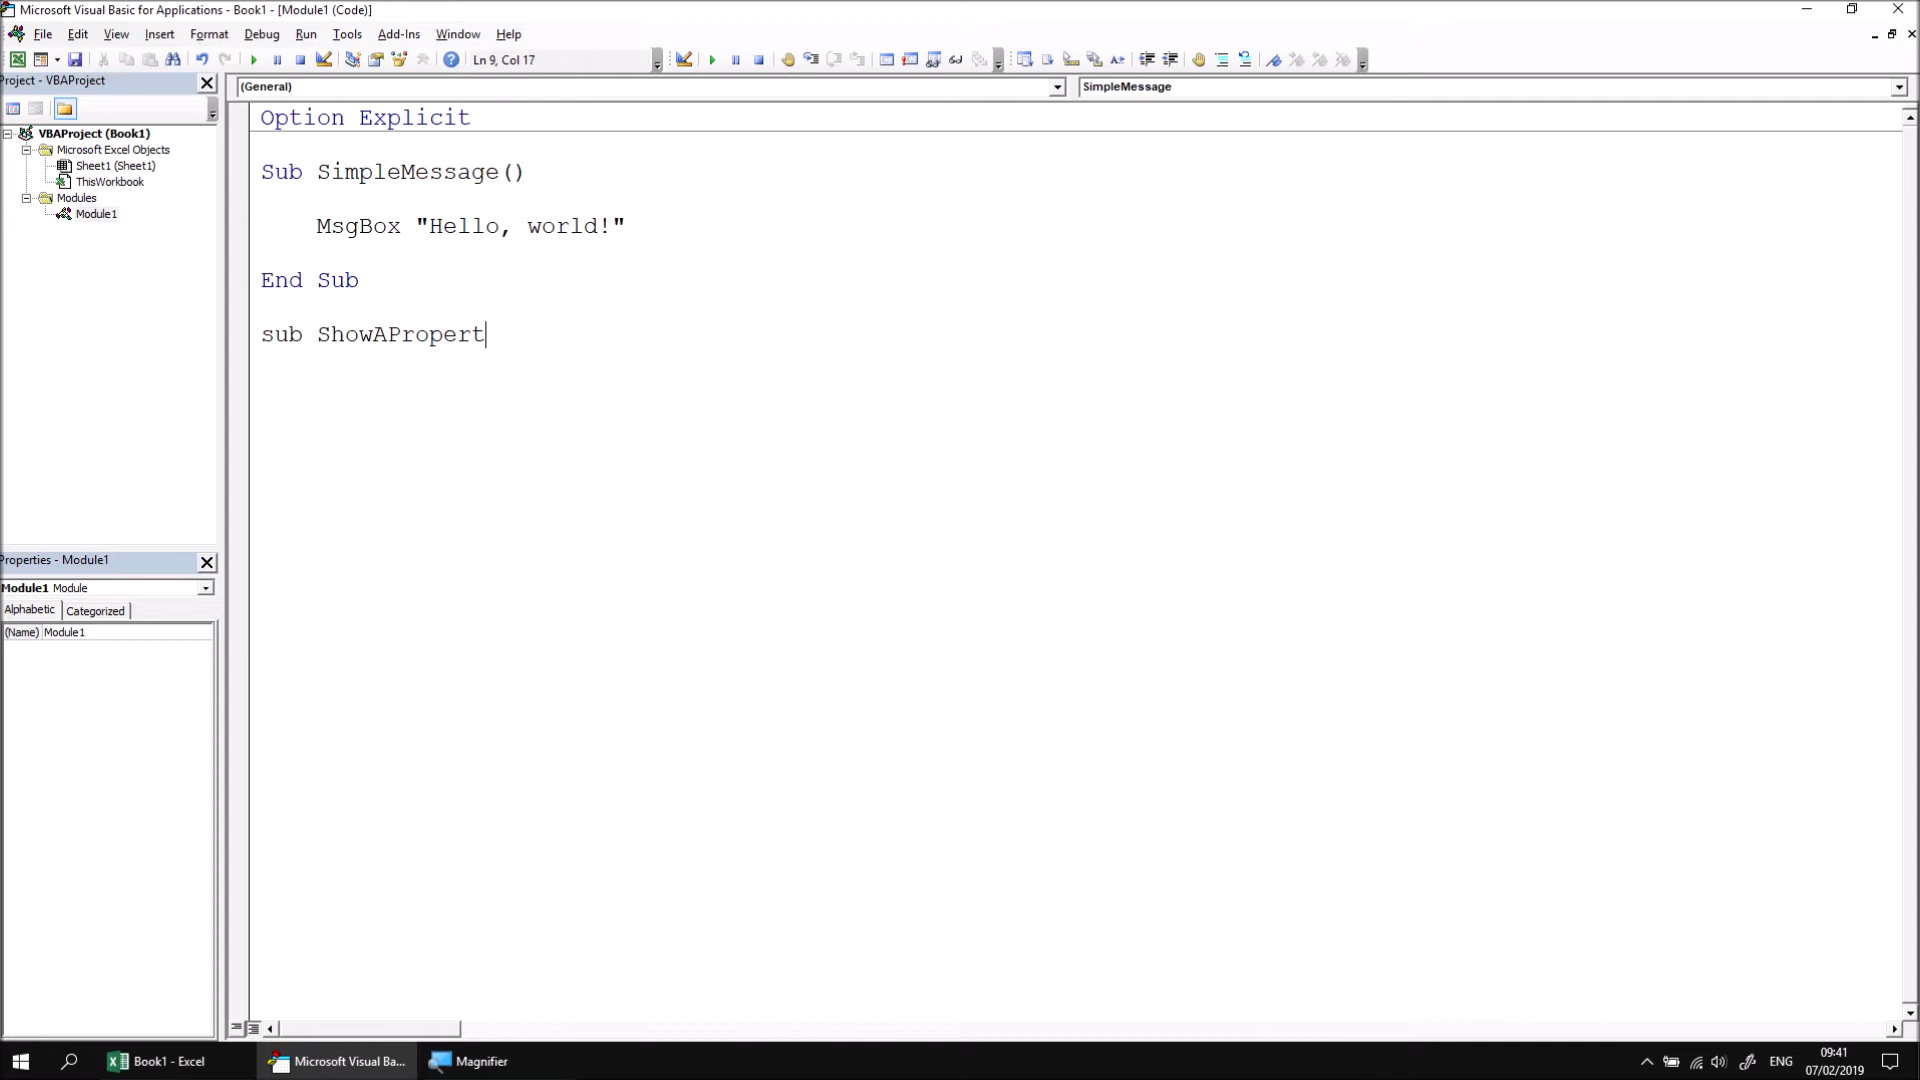 Microsoft Visual Basic for Applications - Book1 - [Module1 (Code)]
File Edit View Insert Format Debug Run Tools Add-Ins Window Help
Ln 9, Col 17
Project - VBAProject
(General)
SimpleMessage
VBAProject (Book1)
Microsoft Excel Objects
Sheet1 (Sheet1)
ThisWorkbook
Modules
Module1
Option Explicit
Sub SimpleMessage()
MsgBox "Hello, world!"
End Sub
sub ShowAPropert
Properties - Module1
Module1 Module
Alphabetic Categorized
(Name) Module1
Book1 - Excel
Microsoft Visual Ba...
Magnifier
ENG
09:41
07/02/2019